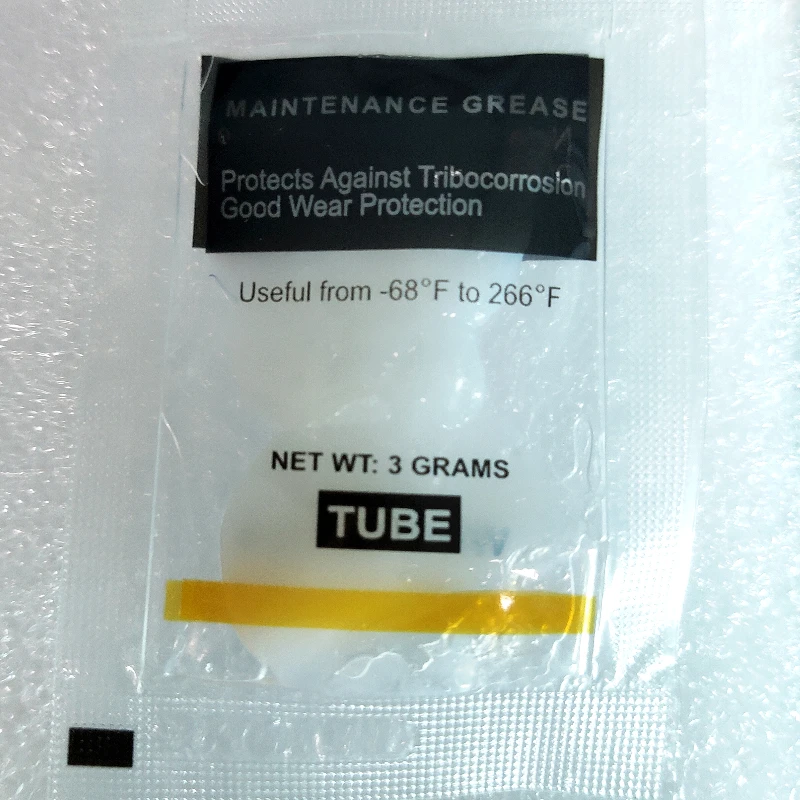 MAINTENANCE GREASE
Protects Against Tribocorrosion
Good Wear Protection
Useful from -68°F to 266°F
NET WT: 3 GRAMS
TUBE